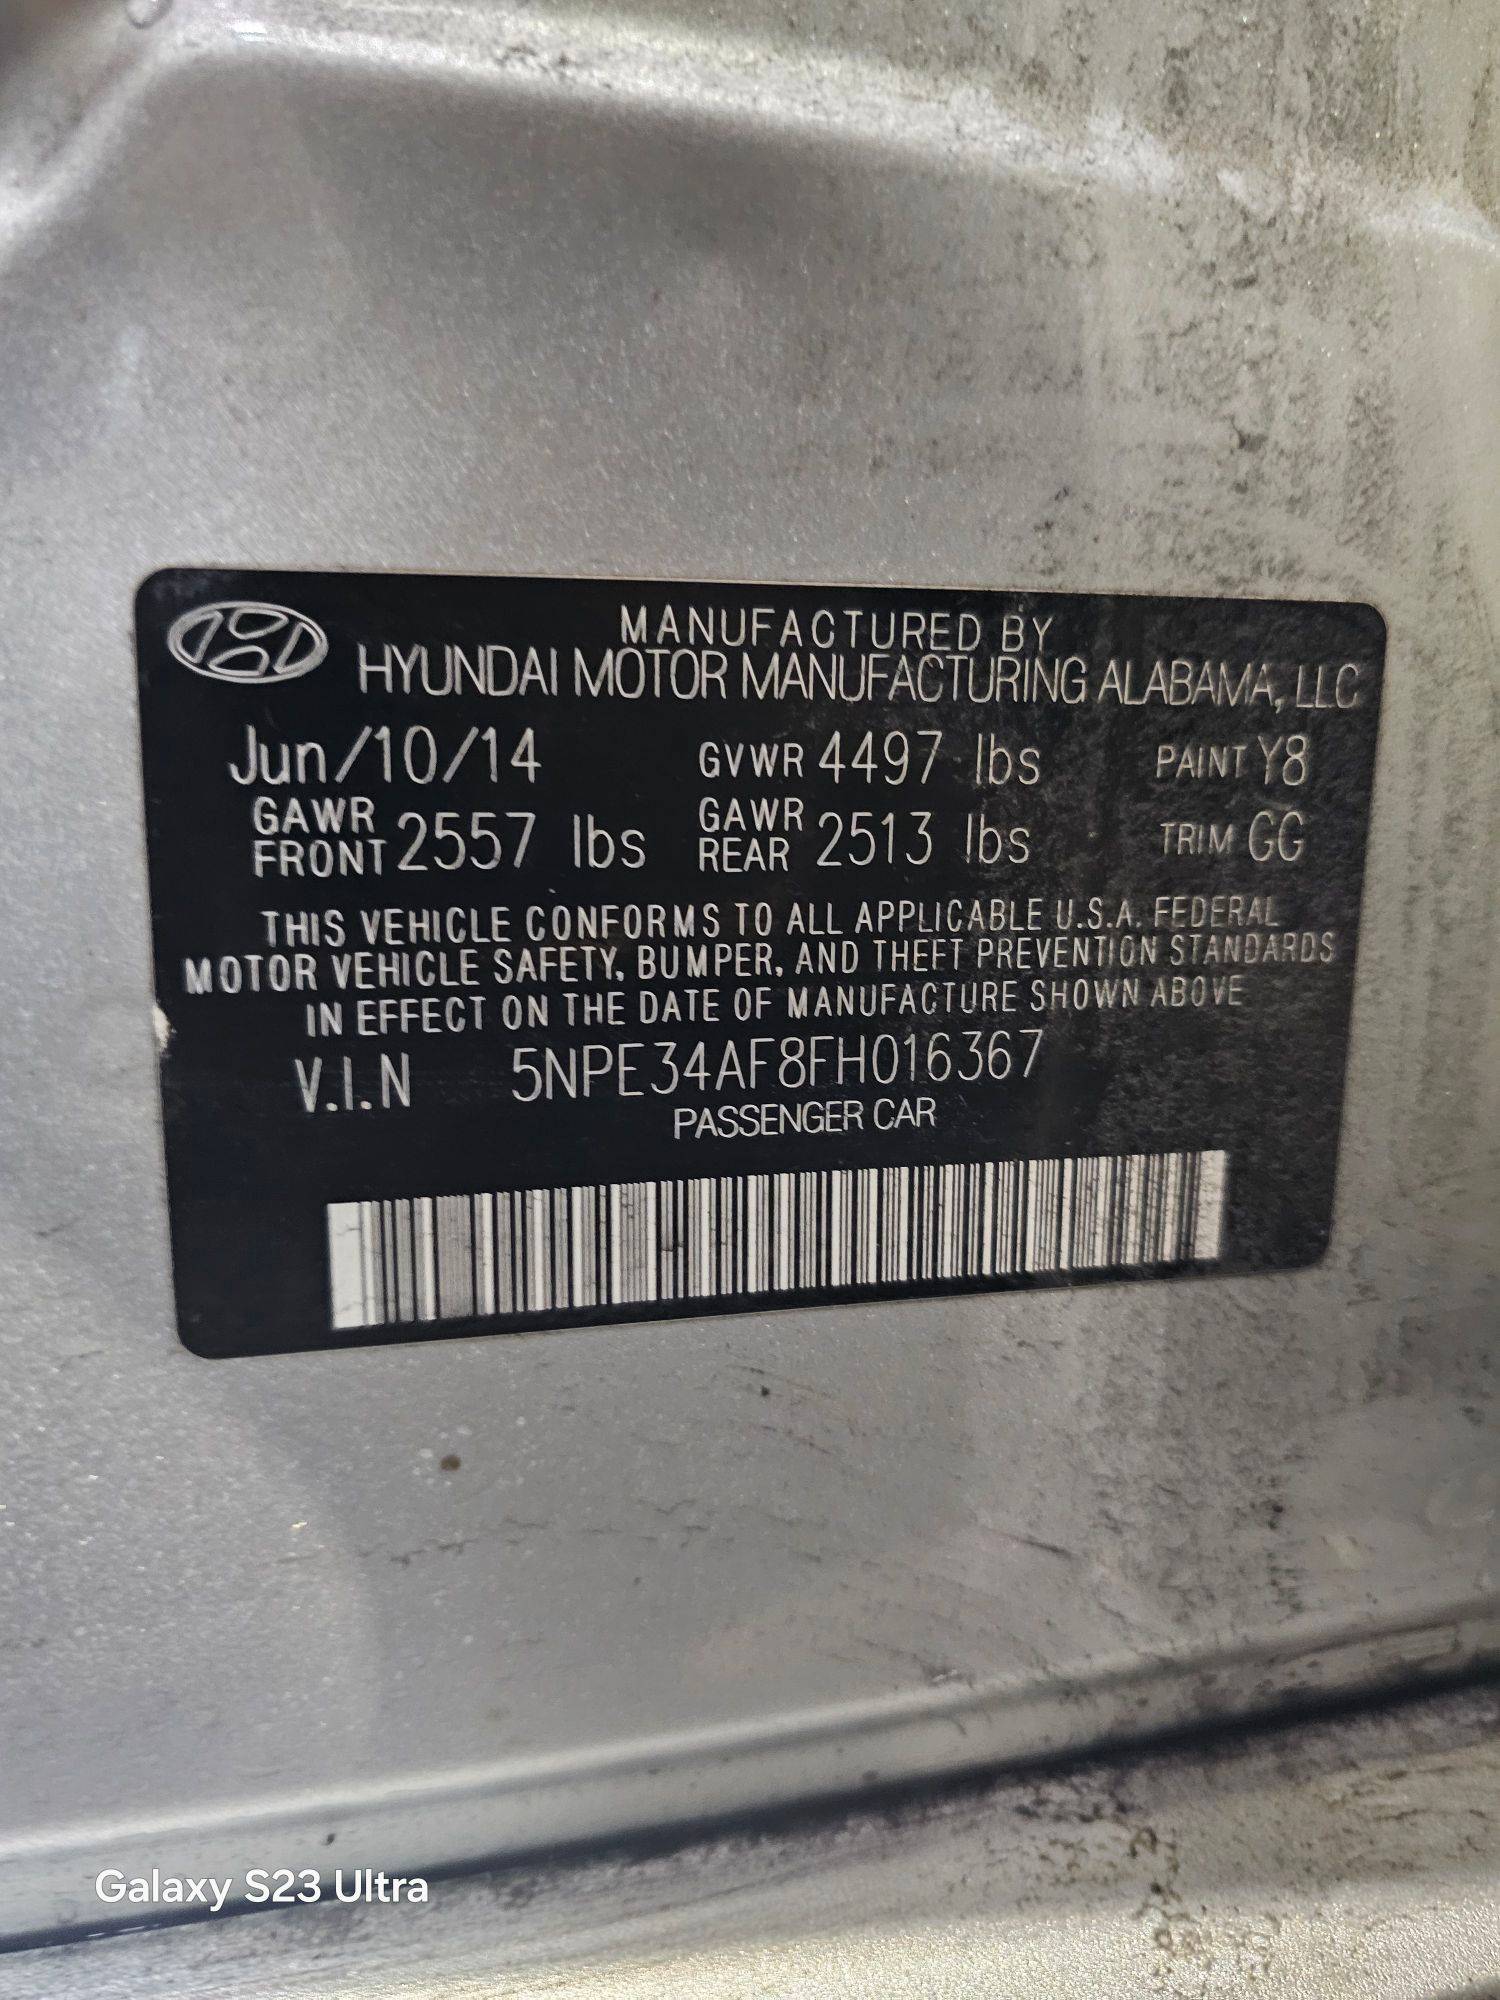 MANUFACTURED BY
HYUNDAI MOTOR MANUFACTURING ALABAMA, LLC
Jun/10/14 GVWR 4497 lbs PAINT Y8
GAWR FRONT 2557 lbs GAWR REAR 2513 lbs TRIM GG
THIS VEHICLE CONFORMS TO ALL APPLICABLE U.S.A. FEDERAL
MOTOR VEHICLE SAFETY, BUMPER, AND THEFT PREVENTION STANDARDS
IN EFFECT ON THE DATE OF MANUFACTURE SHOWN ABOVE
V.I.N 5NPE34AF8FH016367
PASSENGER CAR
Galaxy S23 Ultra